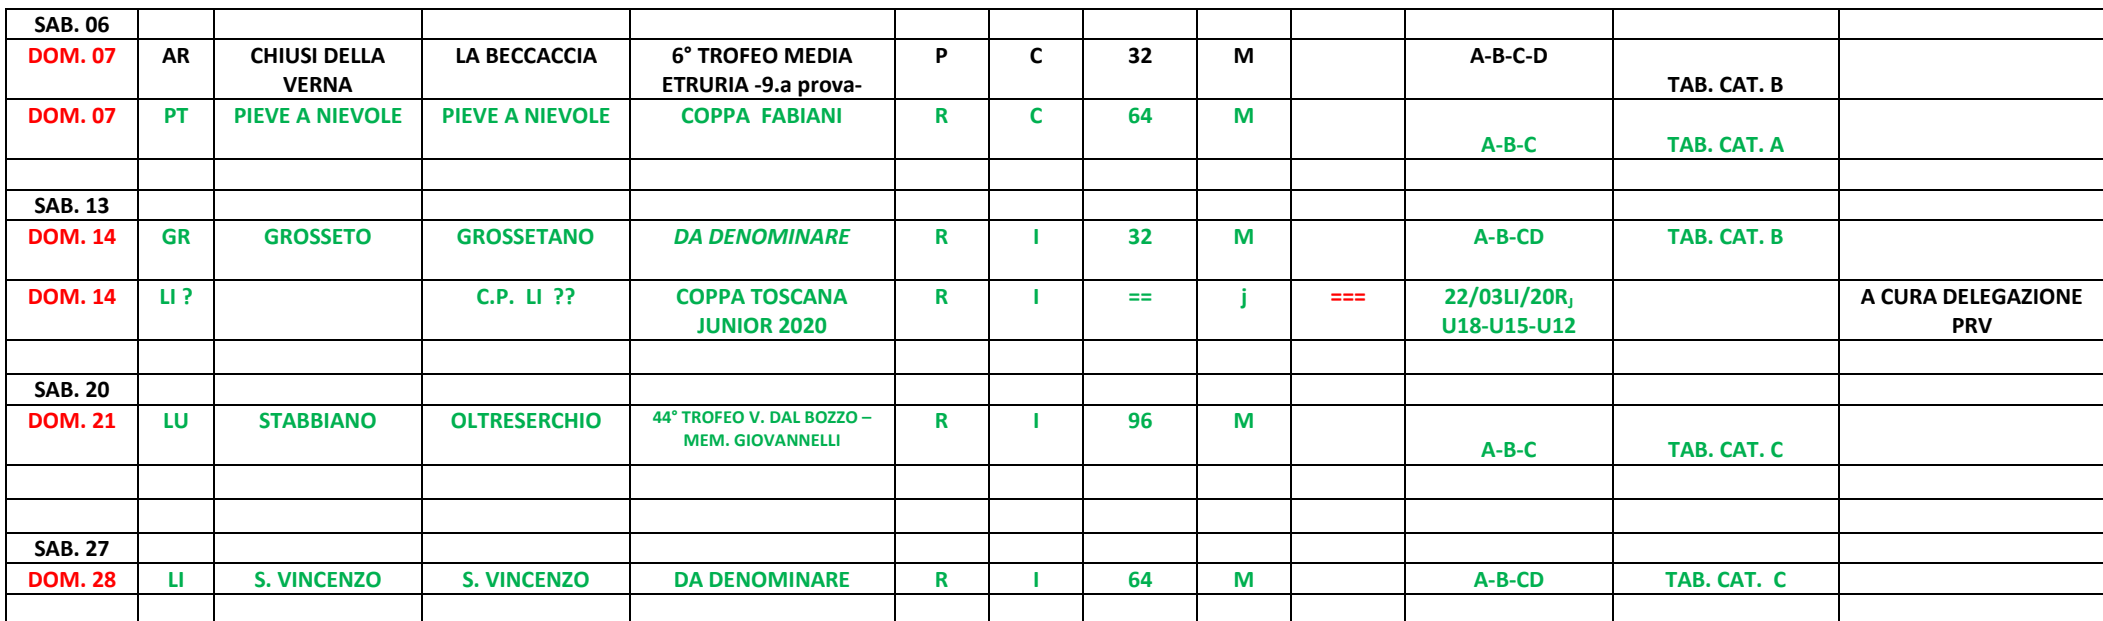 SAB. 06
DOM. 07 AR CHIUSI DELLA LA BECCACCIA 6° TROFEO MEDIA P C 32 M A-B-C-D
VERNA ETRURIA -9.a prova- TAB. CAT. B
DOM. 07 PT PIEVE A NIEVOLE PIEVE A NIEVOLE COPPA FABIANI R C 64 M
A-B-C TAB. CAT. A
SAB. 13
DOM. 14 GR GROSSETO GROSSETANO DA DENOMINARE R I 32 M A-B-CD TAB. CAT. B
DOM. 14 LI ? C.P. LI ?? COPPA TOSCANA R I == j === 22/03LI/20RJ A CURA DELEGAZIONE
JUNIOR 2020 U18-U15-U12 PRV
SAB. 20
DOM. 21 LU STABBIANO OLTRESERCHIO 44° TROFEO V. DAL BOZZO – R I 96 M
MEM. GIOVANNELLI
A-B-C TAB. CAT. C
SAB. 27
DOM. 28 LI S. VINCENZO S. VINCENZO DA DENOMINARE R I 64 M A-B-CD TAB. CAT. C